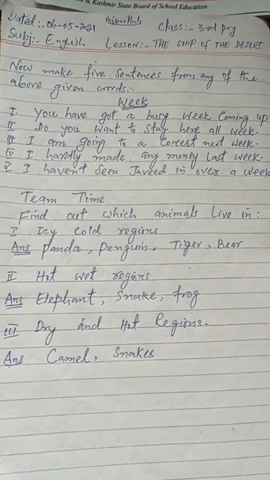 & Kashmir State Board of School Education
Dated:- 06-05-2021 Bismillah Class:- 3rd pry
Subj:- English Lesson:- THE SHIP OF THE DESERT
Now make five sentences from any of the
above given words:-
Week
I You have got a busy week coming up
II Do you want to stay here all week.
III I am going to a concert next week.
IV I hardly made any money last week.
V I haven't seen Javeed in over a week
Team Time
Find out which animals live in:
I Icy cold regions
Ans Panda, Penguin, Tiger, Bear
II Hot wet regions
Ans Elephant, Snake, frog
III Dry and Hot Regions.
Ans Camel, Snakes